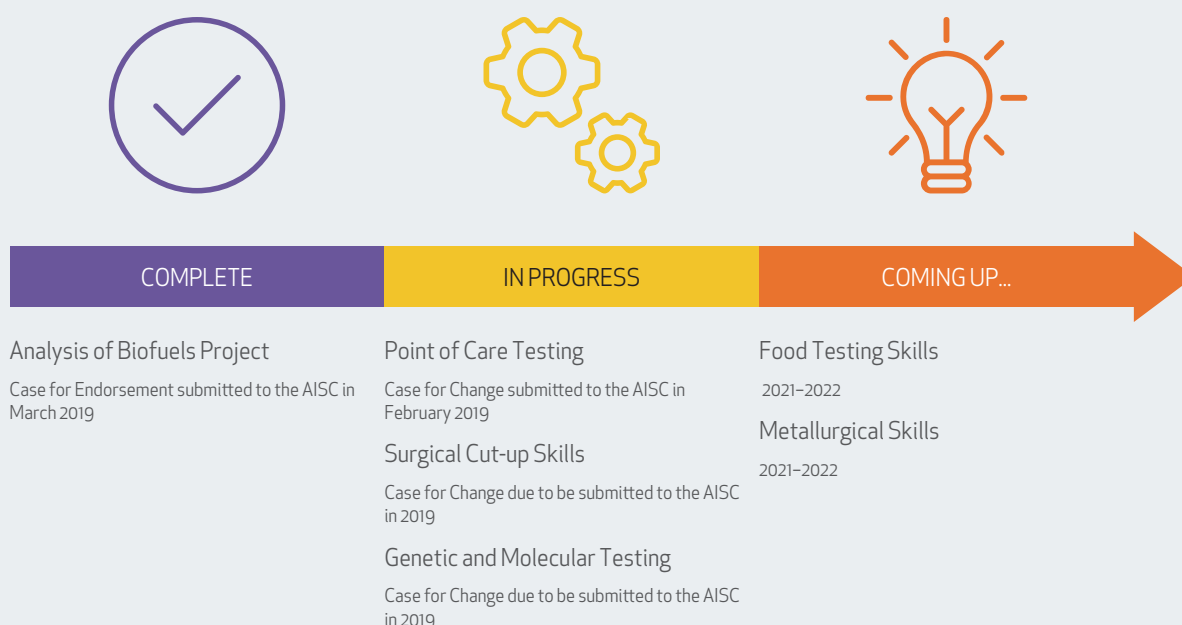 COMPLETE
IN PROGRESS
COMING UP...
Analysis of Biofuels Project
Case for Endorsement submitted to the AISC in
March 2019
Point of Care Testing
Case for Change submitted to the AISC in
February 2019
Surgical Cut-up Skills
Case for Change due to be submitted to the AISC
in 2019
Genetic and Molecular Testing
Case for Change due to be submitted to the AISC
in 2019
Food Testing Skills
2021–2022
Metallurgical Skills
2021–2022